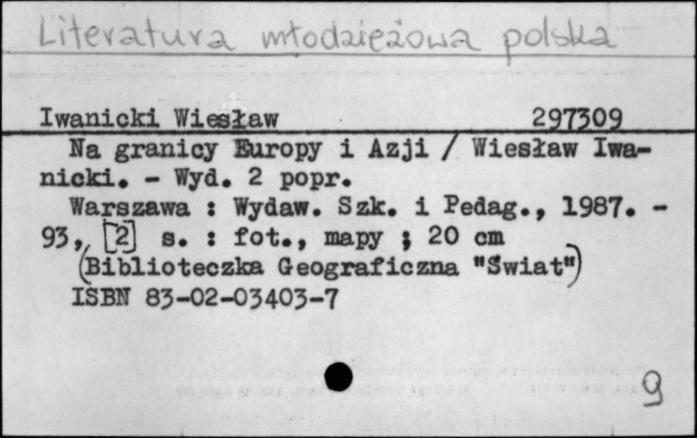 Literatura młodzieżowa polska
Iwanicki Wiesław 297309
Na granicy Europy i Azji / Wiesław Iwa-
nicki. - Wyd. 2 popr.
Warszawa : Wydaw. Szk. i Pedag., 1987. -
93, [2] s. : fot., mapy ; 20 cm
(Biblioteczka Geograficzna "Świat")
ISBN 83-02-03403-7
9